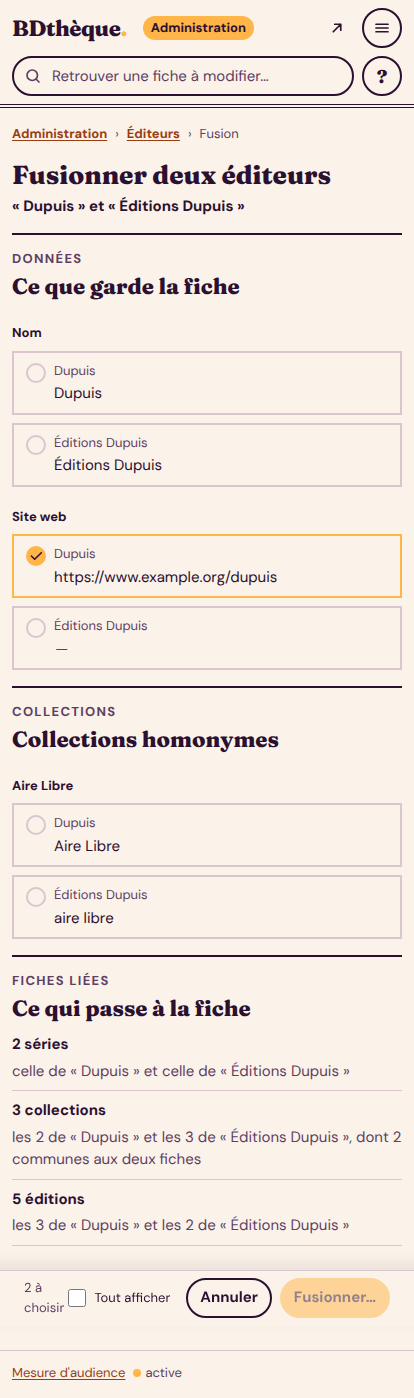 BDthèque.
Administration
Retrouver une fiche à modifier...
?
Administration › Éditeurs › Fusion
Fusionner deux éditeurs
« Dupuis » et « Éditions Dupuis »
DONNÉES
Ce que garde la fiche
Nom
Dupuis
Dupuis
Éditions Dupuis
Éditions Dupuis
Site web
Dupuis
https://www.example.org/dupuis
Éditions Dupuis
—
COLLECTIONS
Collections homonymes
Aire Libre
Dupuis
Aire Libre
Éditions Dupuis
aire libre
FICHES LIÉES
Ce qui passe à la fiche
2 séries
celle de « Dupuis » et celle de « Éditions Dupuis »
3 collections
les 2 de « Dupuis » et les 3 de « Éditions Dupuis », dont 2
communes aux deux fiches
5 éditions
les 3 de « Dupuis » et les 2 de « Éditions Dupuis »
2 à
choisir
Tout afficher
Annuler
Fusionner...
Mesure d'audience active